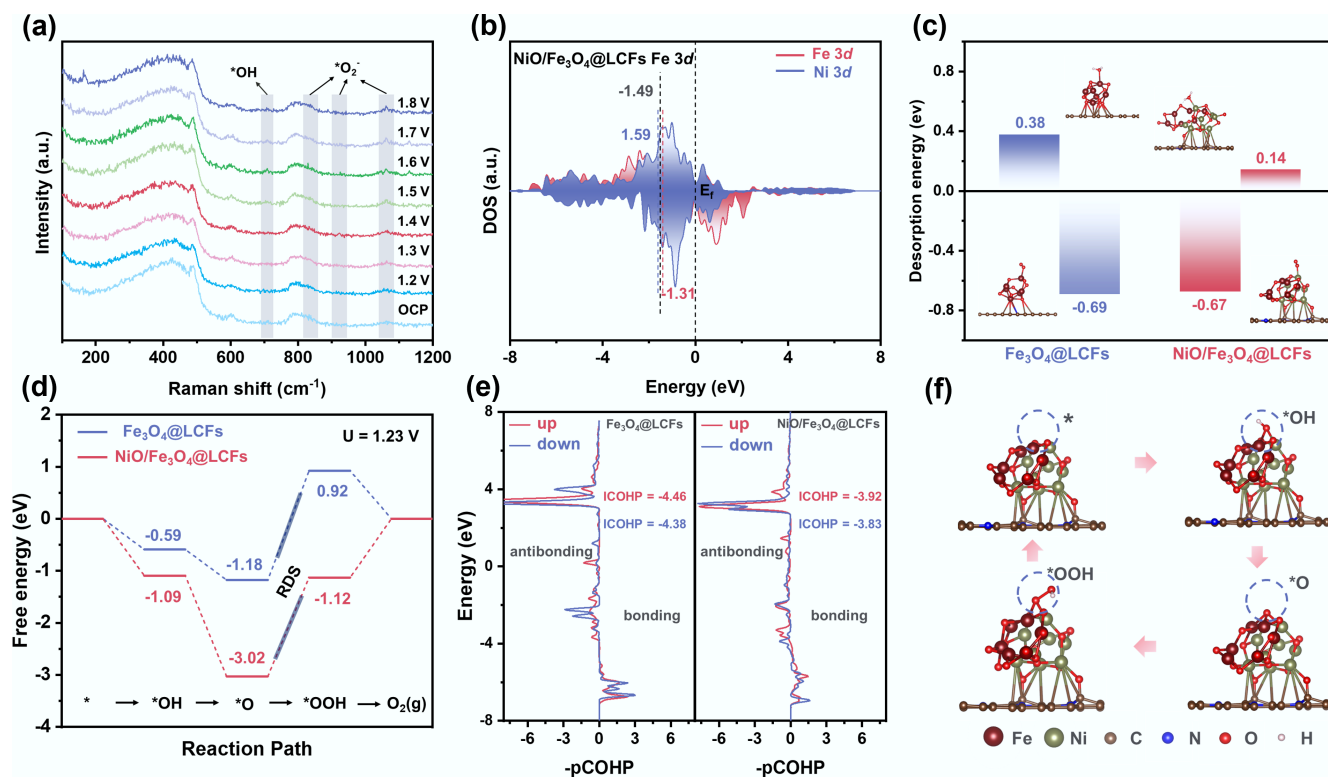 (a)
*OH
*O₂⁻
1.8 V
1.7 V
1.6 V
1.5 V
1.4 V
1.3 V
1.2 V
OCP
Intensity (a.u.)
200 400 600 800 1000 1200
Raman shift (cm⁻¹)
(b)
NiO/Fe₃O₄@LCFs Fe 3d
Fe 3d
Ni 3d
-1.49
1.59
E_f
-1.31
DOS (a.u.)
-8 -4 0 4 8
Energy (eV)
(c)
0.8
0.4
0.0
-0.4
-0.8
Desorption energy (ev)
0.38
0.14
-0.69
-0.67
Fe₃O₄@LCFs NiO/Fe₃O₄@LCFs
(d)
4
3
2
1
0
-1
-2
-3
-4
Free energy (eV)
Fe₃O₄@LCFs
NiO/Fe₃O₄@LCFs
U = 1.23 V
0.92
-0.59
-1.18
RDS
-1.09
-1.12
-3.02
* → *OH → *O → *OOH → O₂(g)
Reaction Path
(e)
8
4
0
-4
-8
Energy (eV)
up
down
Fe₃O₄@LCFs
ICOHP = -4.46
ICOHP = -4.38
antibonding
bonding
-6 -3 0 3
-pCOHP
up
down
NiO/Fe₃O₄@LCFs
ICOHP = -3.92
ICOHP = -3.83
antibonding
bonding
-6 -3 0 3
-pCOHP
(f)
*
*OH
*OOH
*O
Fe Ni C N O H